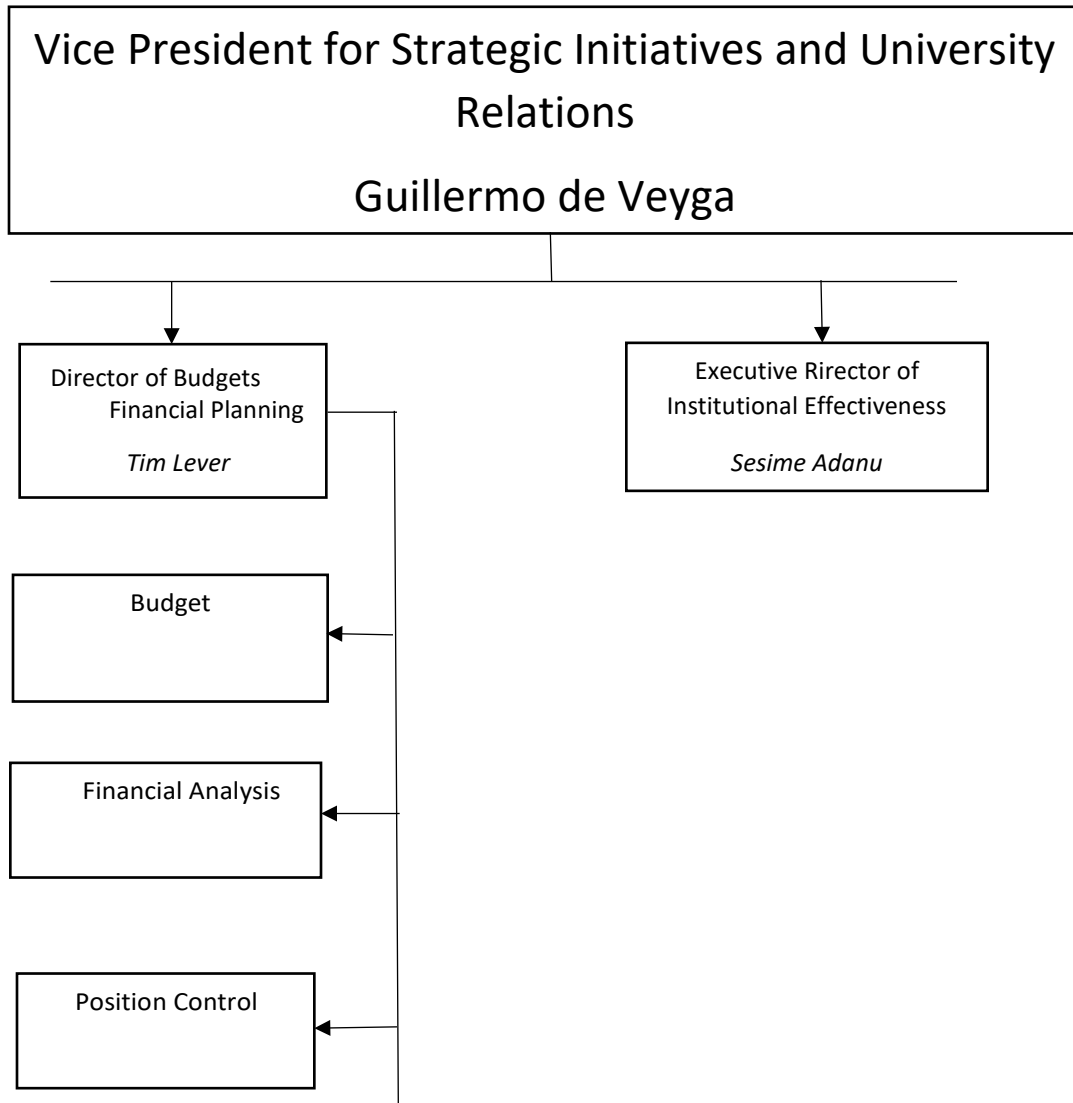 Vice President for Strategic Initiatives and University
Relations
Guillermo de Veyga
Director of Budgets
Financial Planning
Tim Lever
Executive Rirector of
Institutional Effectiveness
Sesime Adanu
Budget
Financial Analysis
Position Control